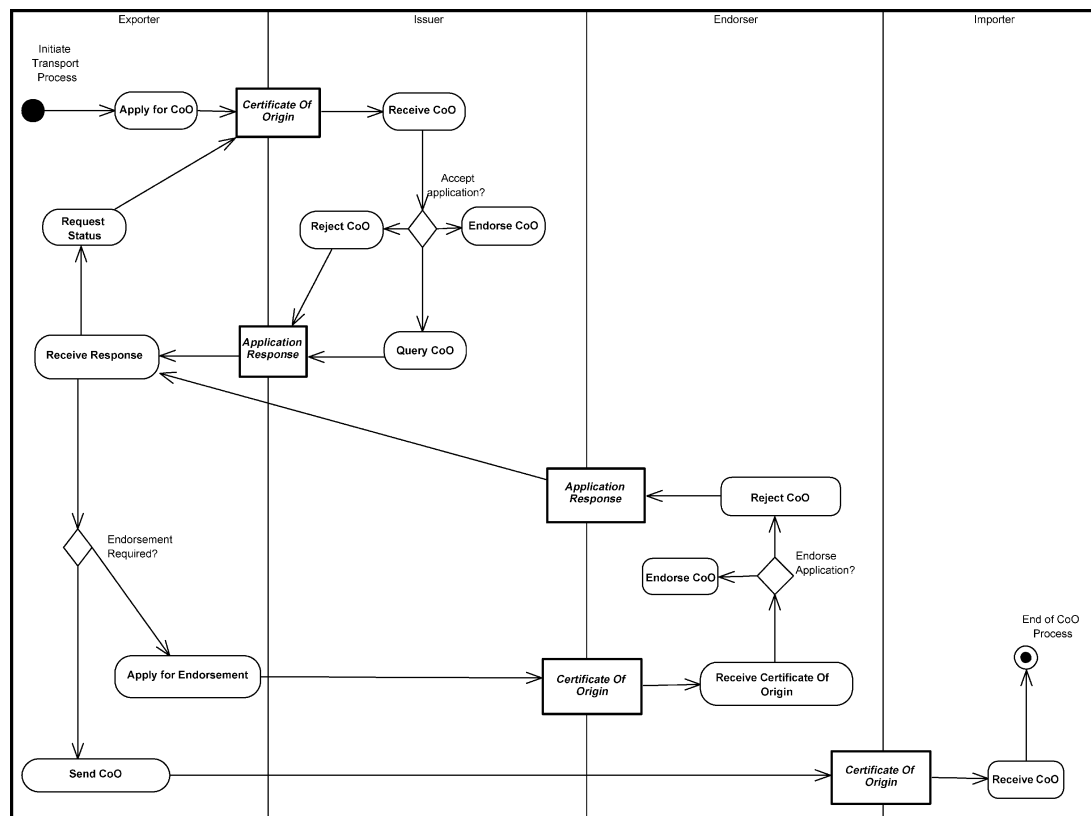 Exporter
Issuer
Endorser
Importer
Initiate
Transport
Process
Apply for CoO
Certificate Of
Origin
Receive CoO
Accept
application?
Request
Status
Reject CoO
Endorse CoO
Receive Response
Application
Response
Query CoO
Application
Response
Reject CoO
Endorsement
Required?
Endorse CoO
Endorse
Application?
End of CoO
Process
Apply for Endorsement
Certificate Of
Origin
Receive Certificate Of
Origin
Send CoO
Certificate Of
Origin
Receive CoO